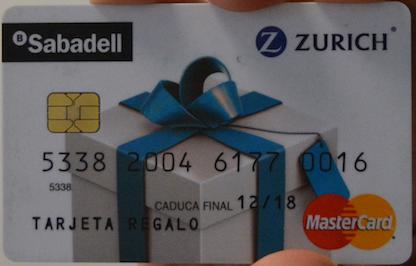 B Sabadell
Z ZURICH®
5338 2004 6177 0016
5338
CADUCA FINAL 12/18
TARJETA REGALO
MasterCard